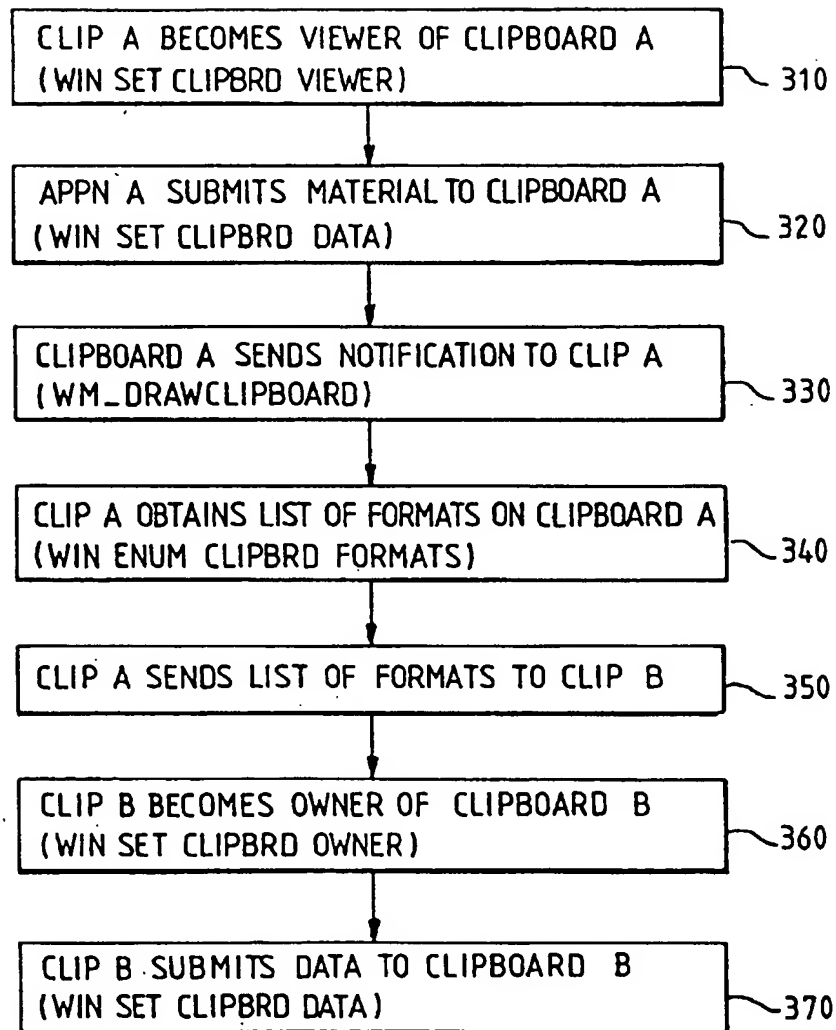 CLIP A BECOMES VIEWER OF CLIPBOARD A
(WIN SET CLIPBRD VIEWER)
310
APPN A SUBMITS MATERIAL TO CLIPBOARD A
(WIN SET CLIPBRD DATA)
320
CLIPBOARD A SENDS NOTIFICATION TO CLIP A
(WM_DRAWCLIPBOARD)
330
CLIP A OBTAINS LIST OF FORMATS ON CLIPBOARD A
(WIN ENUM CLIPBRD FORMATS)
340
CLIP A SENDS LIST OF FORMATS TO CLIP B
350
CLIP B BECOMES OWNER OF CLIPBOARD B
(WIN SET CLIPBRD OWNER)
360
CLIP B SUBMITS DATA TO CLIPBOARD B
(WIN SET CLIPBRD DATA)
370